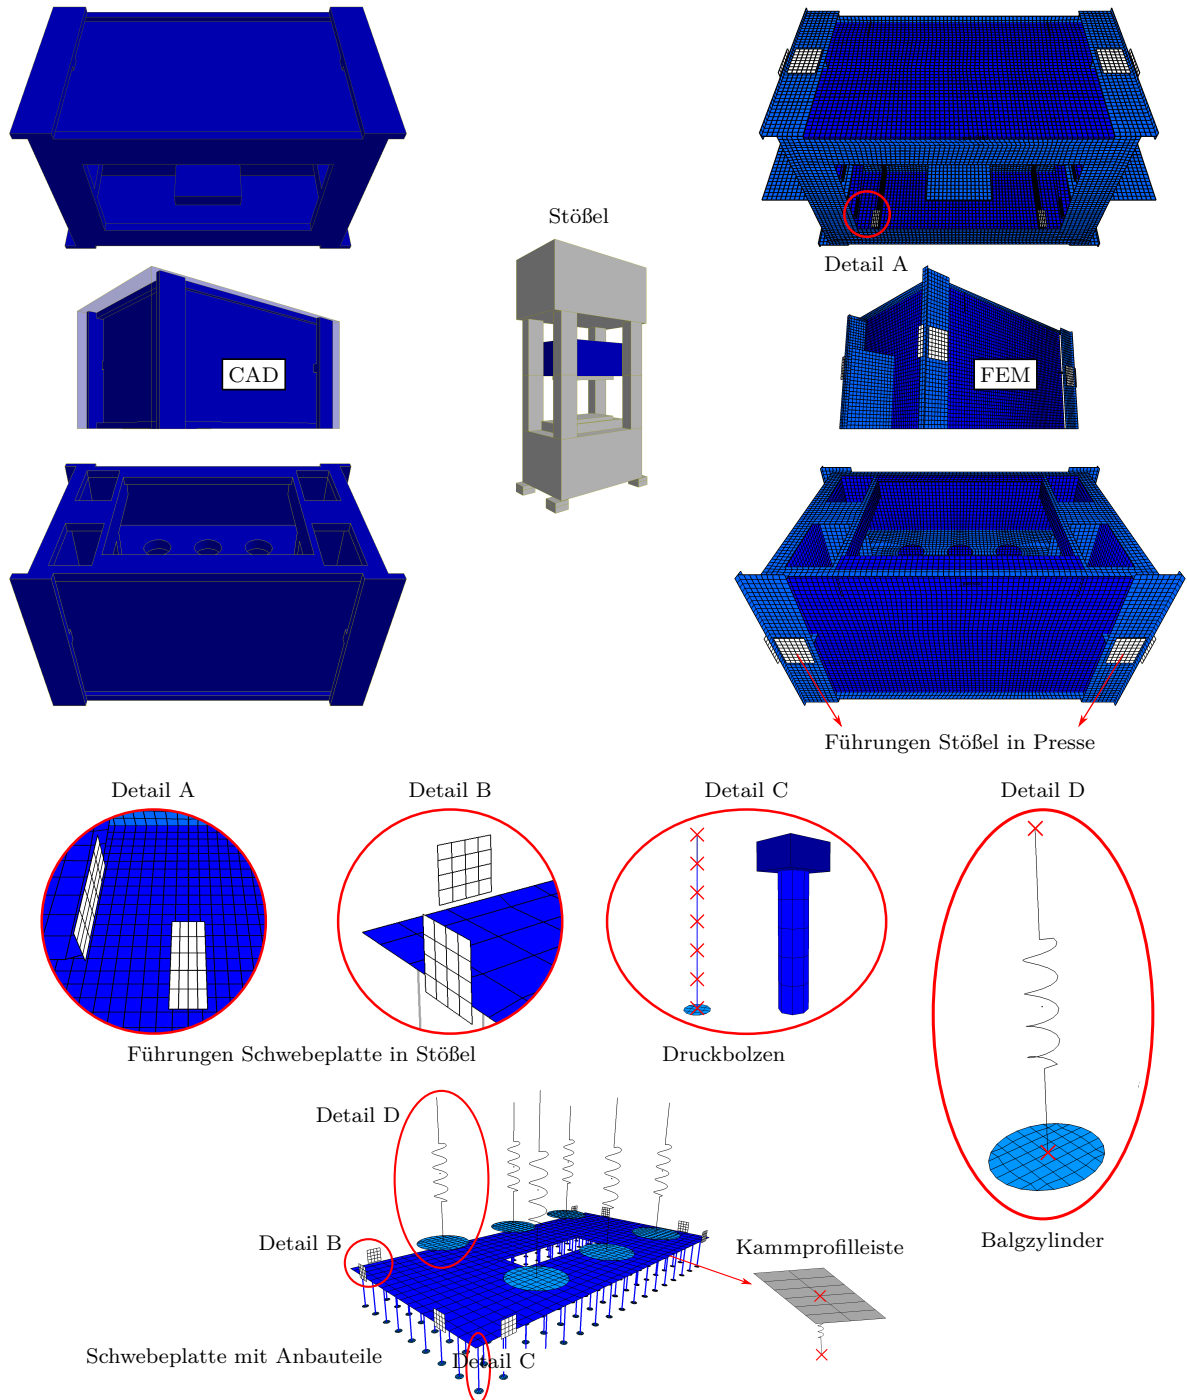 Stößel
Detail A
CAD
FEM
Führungen Stößel in Presse
Detail A
Detail B
Detail C
Detail D
Führungen Schwebeplatte in Stößel
Druckbolzen
Detail D
Detail B
Balgzylinder
Kammprofilleiste
Schwebeplatte mit Anbauteile
Detail C